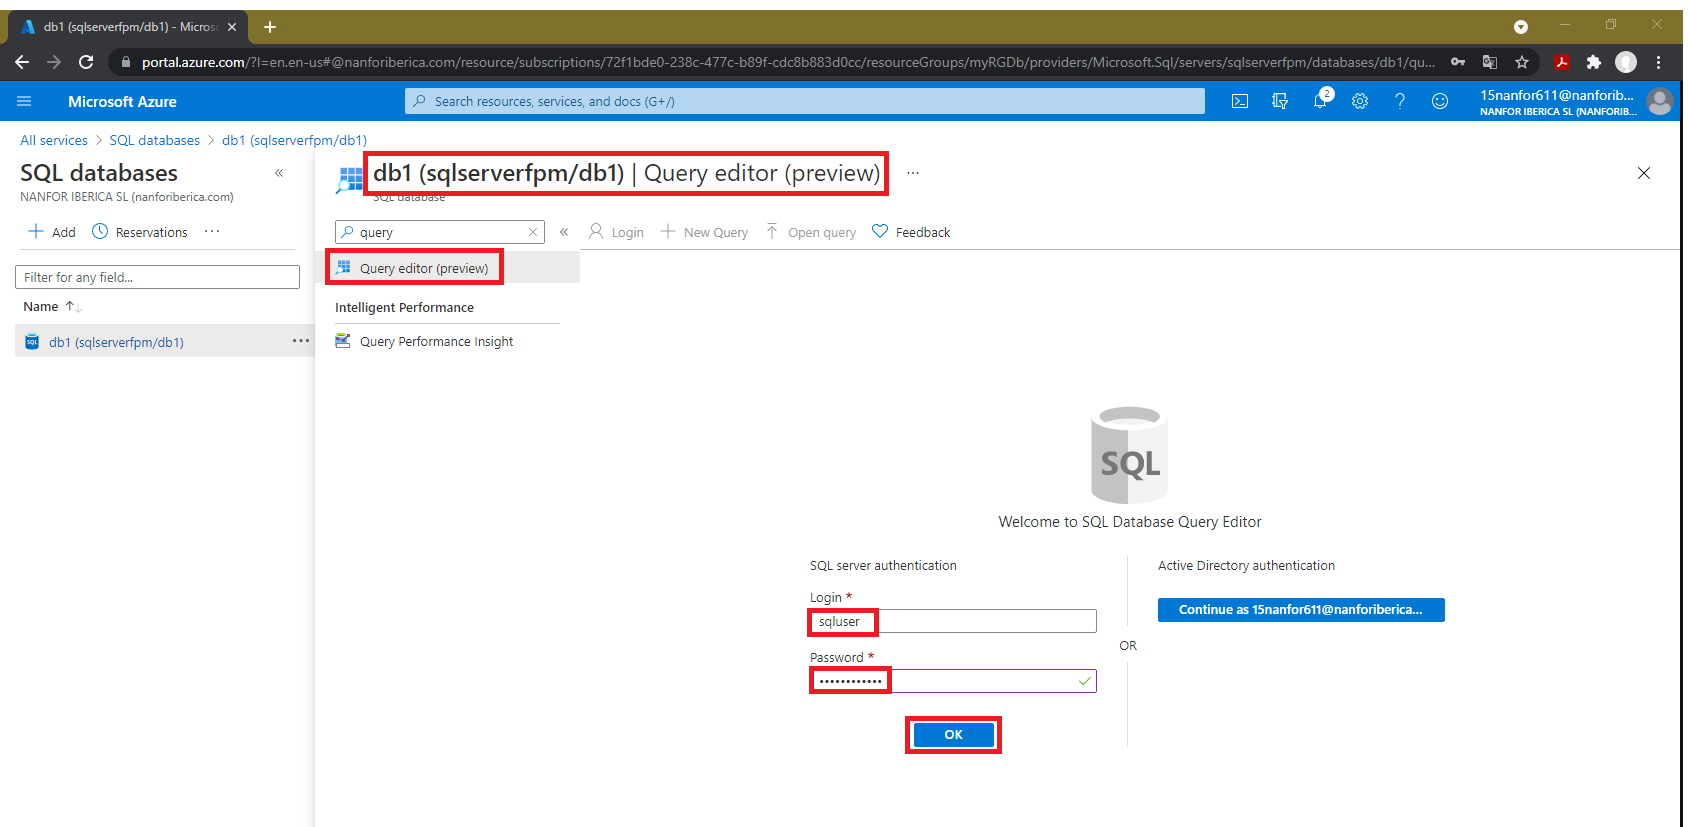 db1 (sqlserverfpm/db1) - Micros
portal.azure.com/?l=en.en-us#@nanforiberica.com/resource/subscriptions/72f1bde0-238c-477c-b89f-cdc8b883d0cc/resourceGroups/myRGDb/providers/Microsoft.Sql/servers/sqlserverfpm/databases/db1/qu...
Microsoft Azure
Search resources, services, and docs (G+/)
2
15nanfor611@nanforib...
NANFOR IBERICA SL (NANFORIB...
All services > SQL databases > db1 (sqlserverfpm/db1)
SQL databases
NANFOR IBERICA SL (nanforiberica.com)
Add
Reservations
...
Filter for any field...
Name
SQL
db1 (sqlserverfpm/db1)
...
db1 (sqlserverfpm/db1) | Query editor (preview)
...
SQL database
query
Login
New Query
Open query
Feedback
Query editor (preview)
Intelligent Performance
Query Performance Insight
SQL
Welcome to SQL Database Query Editor
SQL server authentication
Login *
sqluser
Password *
••••••••••••
OK
OR
Active Directory authentication
Continue as 15nanfor611@nanforiberica...